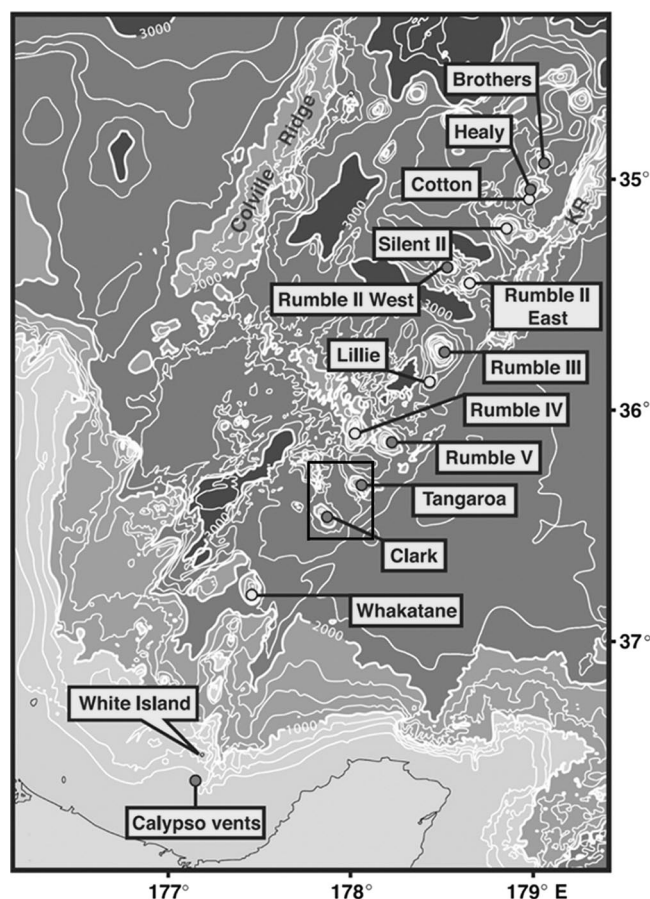 3000
Brothers
Healy
Colville Ridge
Cotton
35°
KR
3000
Silent II
2000
Rumble II West
3000
Rumble II
East
Lillie
Rumble III
Rumble IV
36°
Rumble V
Tangaroa
Clark
Whakatane
2000
37°
White Island
1000
Calypso vents
177°
178°
179° E